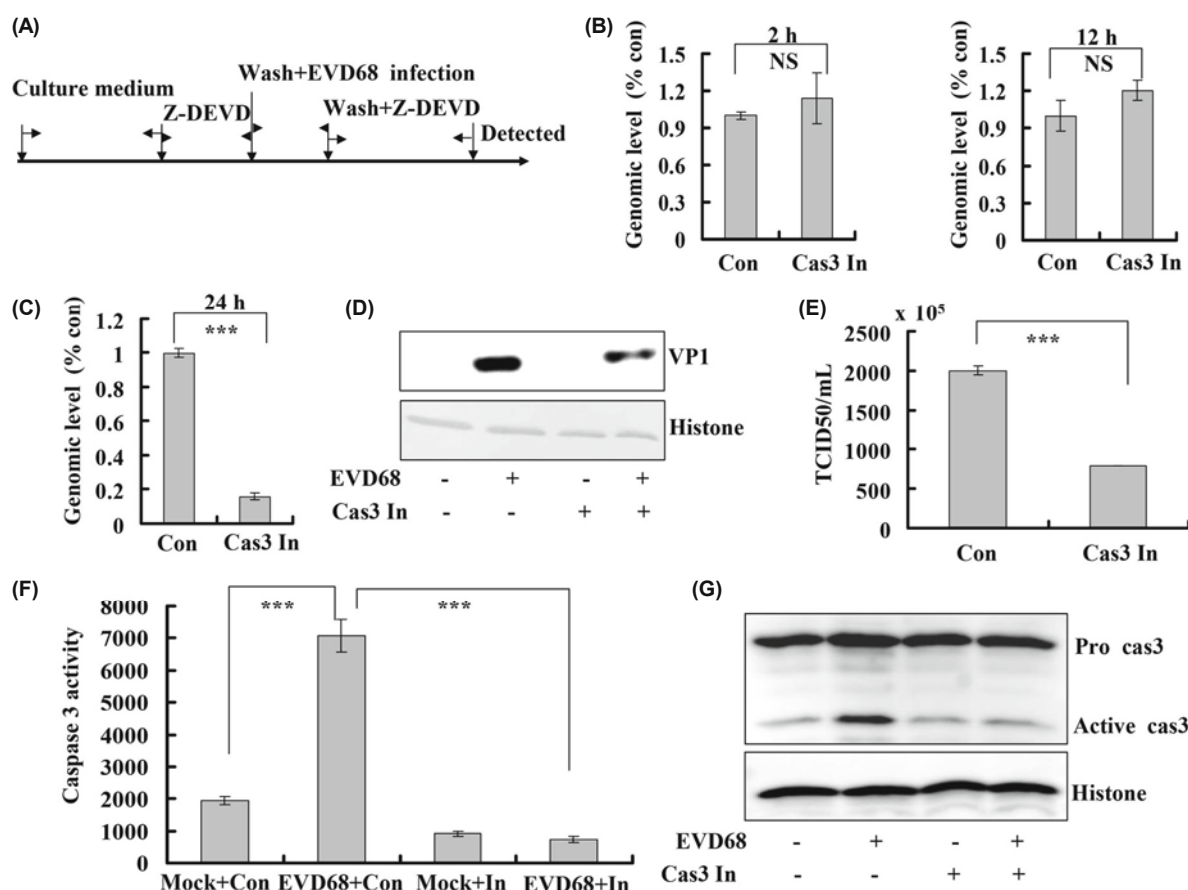 (A)
Culture medium
Z-DEVD
Wash+EVD68 infection
Wash+Z-DEVD
Detected
(B)
Genomic level (% con)
1.5
1.2
0.9
0.6
0.3
0
2 h
NS
Con Cas3 In
Genomic level (% con)
1.5
1.2
0.9
0.6
0.3
0
12 h
NS
Con Cas3 In
(C)
Genomic level (% con)
1.2
1
0.8
0.6
0.4
0.2
0
24 h
***
Con Cas3 In
(D)
VP1
Histone
EVD68 - + - +
Cas3 In - - + +
(E)
x 10⁵
TCID50/mL
2500
2000
1500
1000
500
0
***
Con Cas3 In
(F)
Caspase 3 activity
8000
7000
6000
5000
4000
3000
2000
1000
0
*** ***
Mock+Con EVD68+Con Mock+In EVD68+In
(G)
Pro cas3
Active cas3
Histone
EVD68 - + - +
Cas3 In - - + +